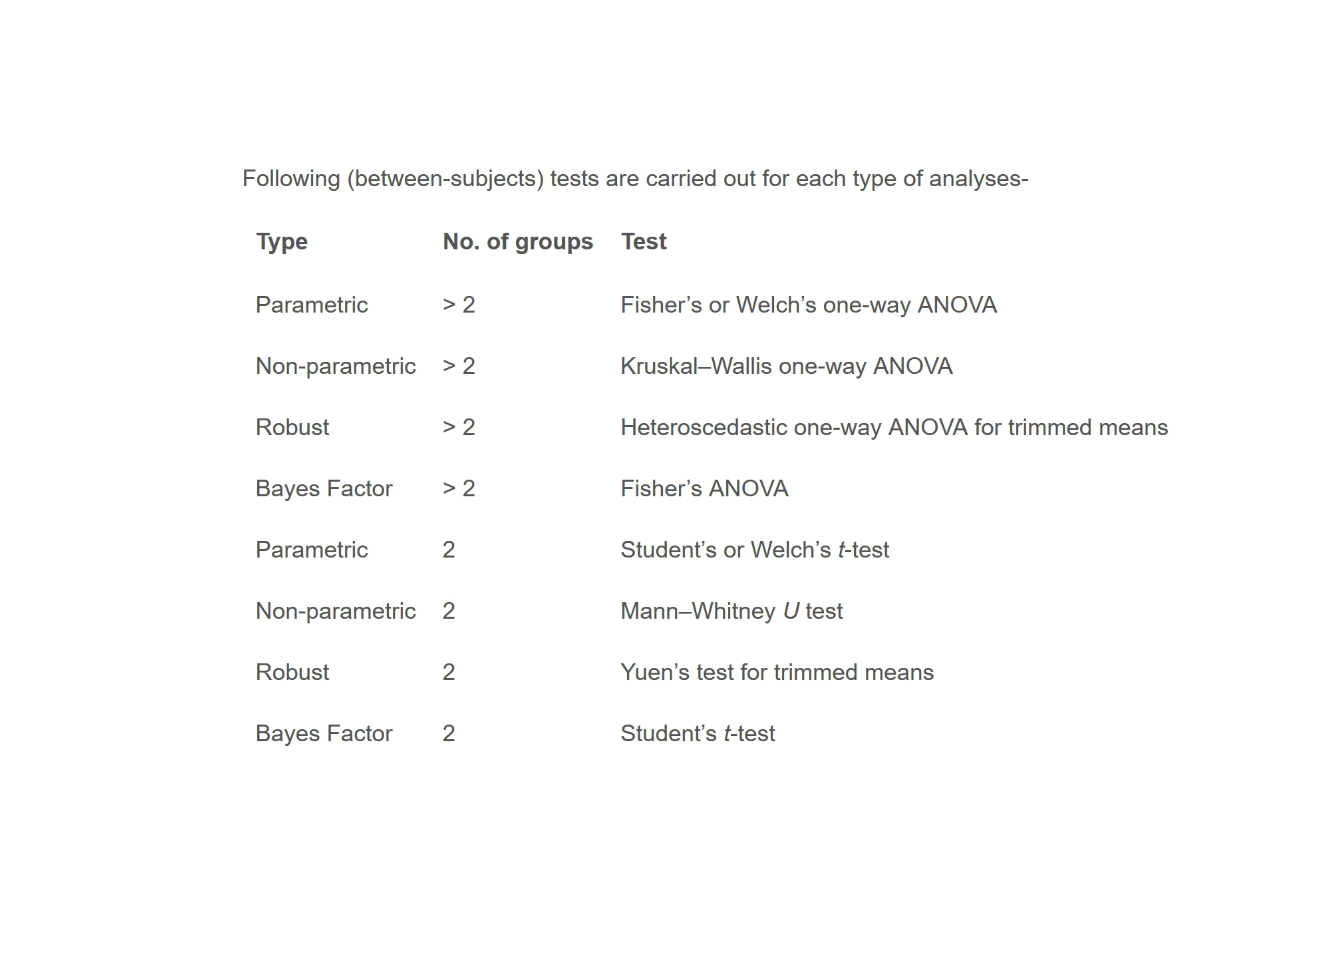 Following (between-subjects) tests are carried out for each type of analyses-
Type No. of groups Test
Parametric > 2 Fisher’s or Welch’s one-way ANOVA
Non-parametric > 2 Kruskal–Wallis one-way ANOVA
Robust > 2 Heteroscedastic one-way ANOVA for trimmed means
Bayes Factor > 2 Fisher’s ANOVA
Parametric 2 Student’s or Welch’s t-test
Non-parametric 2 Mann–Whitney U test
Robust 2 Yuen’s test for trimmed means
Bayes Factor 2 Student’s t-test